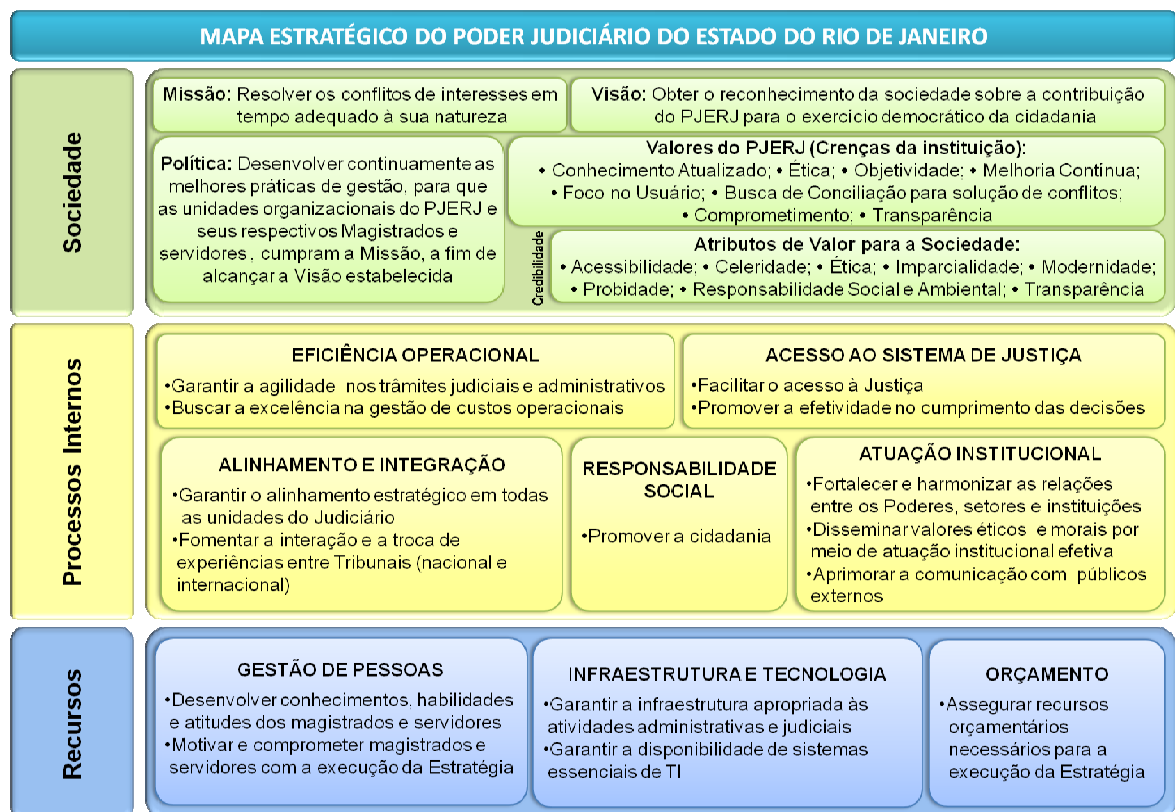 MAPA ESTRATÉGICO DO PODER JUDICIÁRIO DO ESTADO DO RIO DE JANEIRO
Sociedade
Missão: Resolver os conflitos de interesses em
tempo adequado à sua natureza
Visão: Obter o reconhecimento da sociedade sobre a contribuição
do PJERJ para o exercício democrático da cidadania
Política: Desenvolver continuamente as
melhores práticas de gestão, para que
as unidades organizacionais do PJERJ e
seus respectivos Magistrados e
servidores , cumpram a Missão, a fim de
alcançar a Visão estabelecida
Valores do PJERJ (Crenças da instituição):
• Conhecimento Atualizado; • Ética; • Objetividade; • Melhoria Contínua;
• Foco no Usuário; • Busca de Conciliação para solução de conflitos;
• Comprometimento; • Transparência
Credibilidade
Atributos de Valor para a Sociedade:
• Acessibilidade; • Celeridade; • Ética; • Imparcialidade; • Modernidade;
• Probidade; • Responsabilidade Social e Ambiental; • Transparência
Processos Internos
EFICIÊNCIA OPERACIONAL
•Garantir a agilidade nos trâmites judiciais e administrativos
•Buscar a excelência na gestão de custos operacionais
ACESSO AO SISTEMA DE JUSTIÇA
•Facilitar o acesso à Justiça
•Promover a efetividade no cumprimento das decisões
ALINHAMENTO E INTEGRAÇÃO
•Garantir o alinhamento estratégico em todas
as unidades do Judiciário
•Fomentar a interação e a troca de
experiências entre Tribunais (nacional e
internacional)
RESPONSABILIDADE
SOCIAL
•Promover a cidadania
ATUAÇÃO INSTITUCIONAL
•Fortalecer e harmonizar as relações
entre os Poderes, setores e instituições
•Disseminar valores éticos e morais por
meio de atuação institucional efetiva
•Aprimorar a comunicação com públicos
externos
Recursos
GESTÃO DE PESSOAS
•Desenvolver conhecimentos, habilidades
e atitudes dos magistrados e servidores
•Motivar e comprometer magistrados e
servidores com a execução da Estratégia
INFRAESTRUTURA E TECNOLOGIA
•Garantir a infraestrutura apropriada às
atividades administrativas e judiciais
•Garantir a disponibilidade de sistemas
essenciais de TI
ORÇAMENTO
•Assegurar recursos
orçamentários
necessários para a
execução da Estratégia